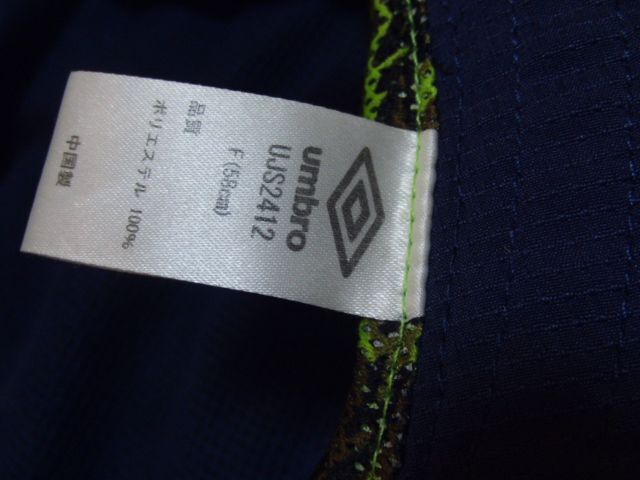 umbro
UJS2412
F(58cm)
品質
ポリエステル 100%
中国製